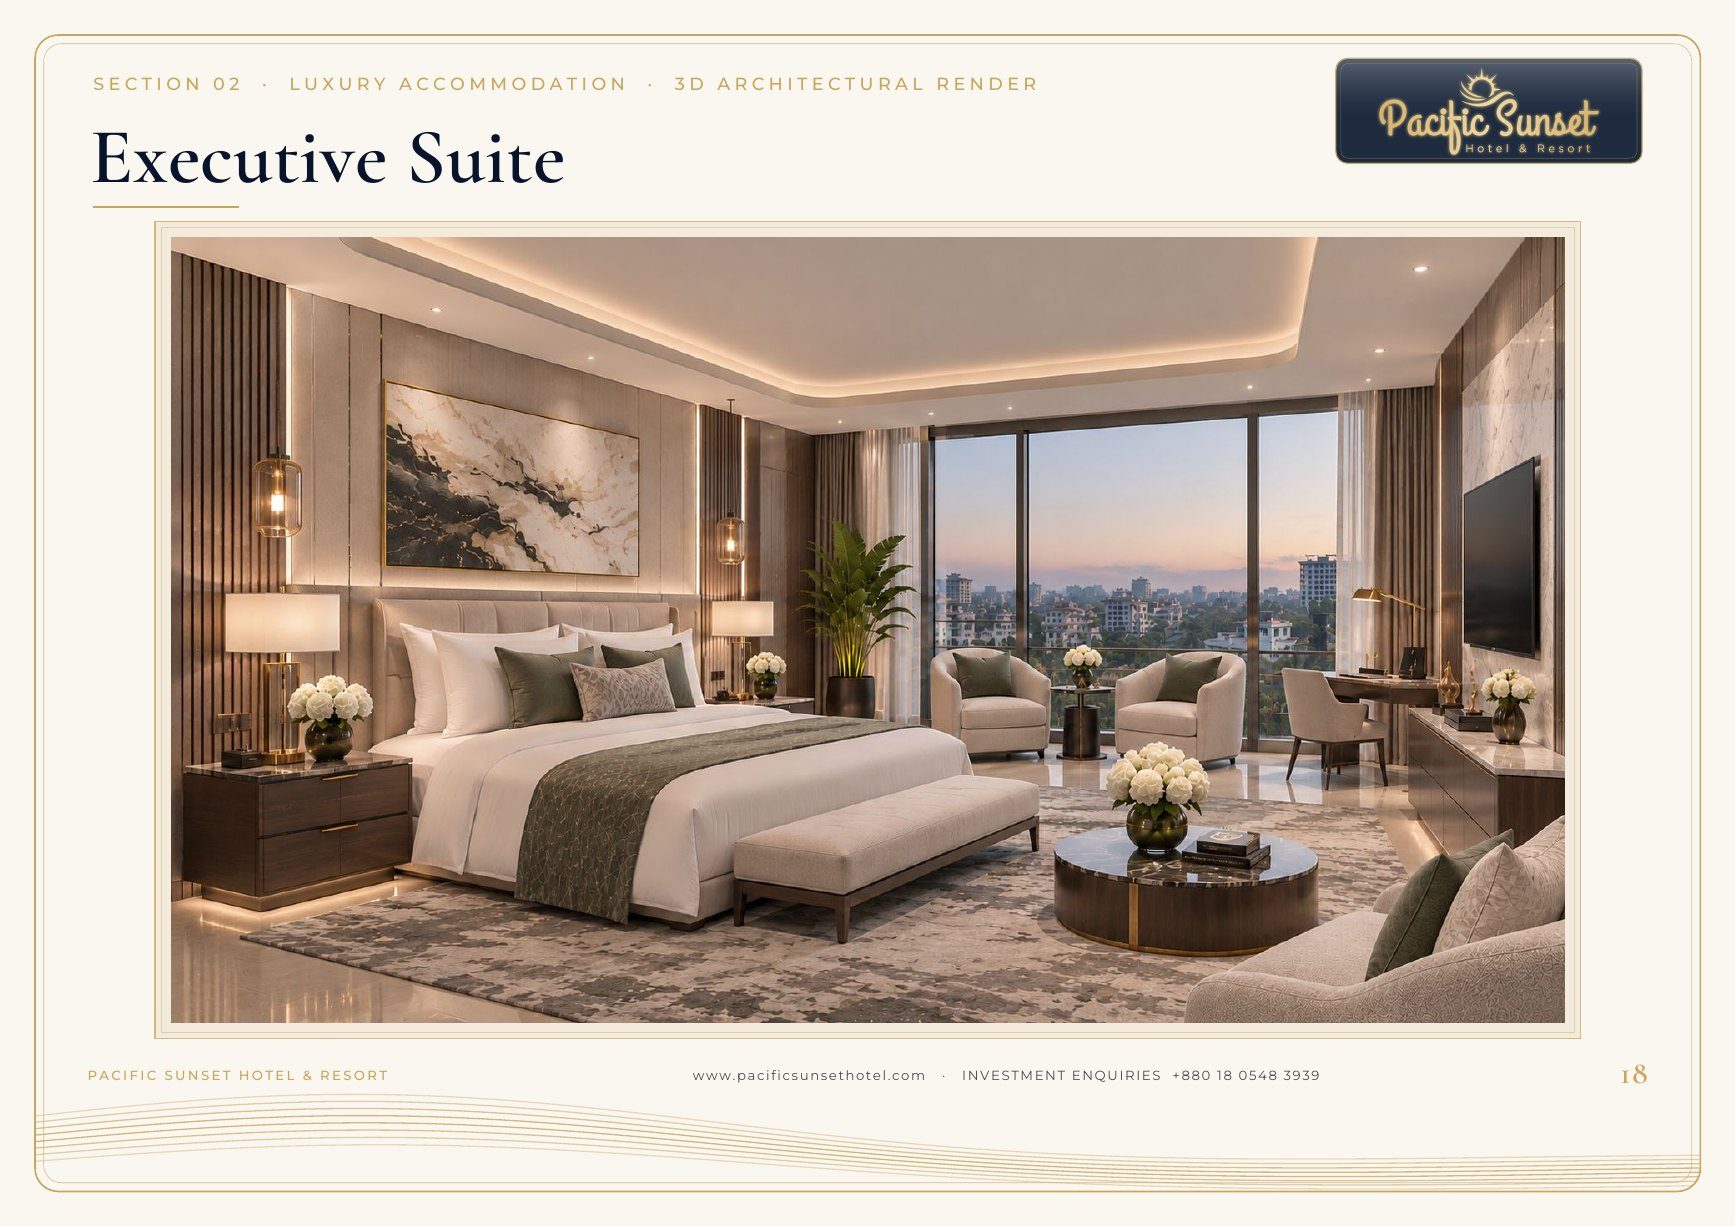 SECTION 02 · LUXURY ACCOMMODATION · 3D ARCHITECTURAL RENDER
Pacific Sunset
Hotel & Resort
Executive Suite
PACIFIC SUNSET HOTEL & RESORT
www.pacificsunsethotel.com · INVESTMENT ENQUIRIES +880 18 0548 3939
18